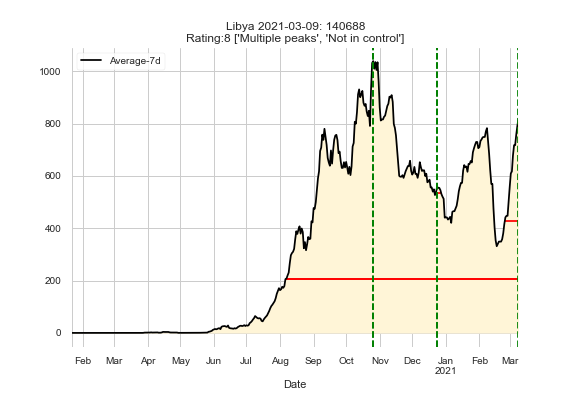 Libya 2021-03-09: 140688
Rating:8 ['Multiple peaks', 'Not in control']
Average-7d
1000
800
600
400
200
0
Feb Mar Apr May Jun Jul Aug Sep Oct Nov Dec Jan Feb Mar
2021
Date